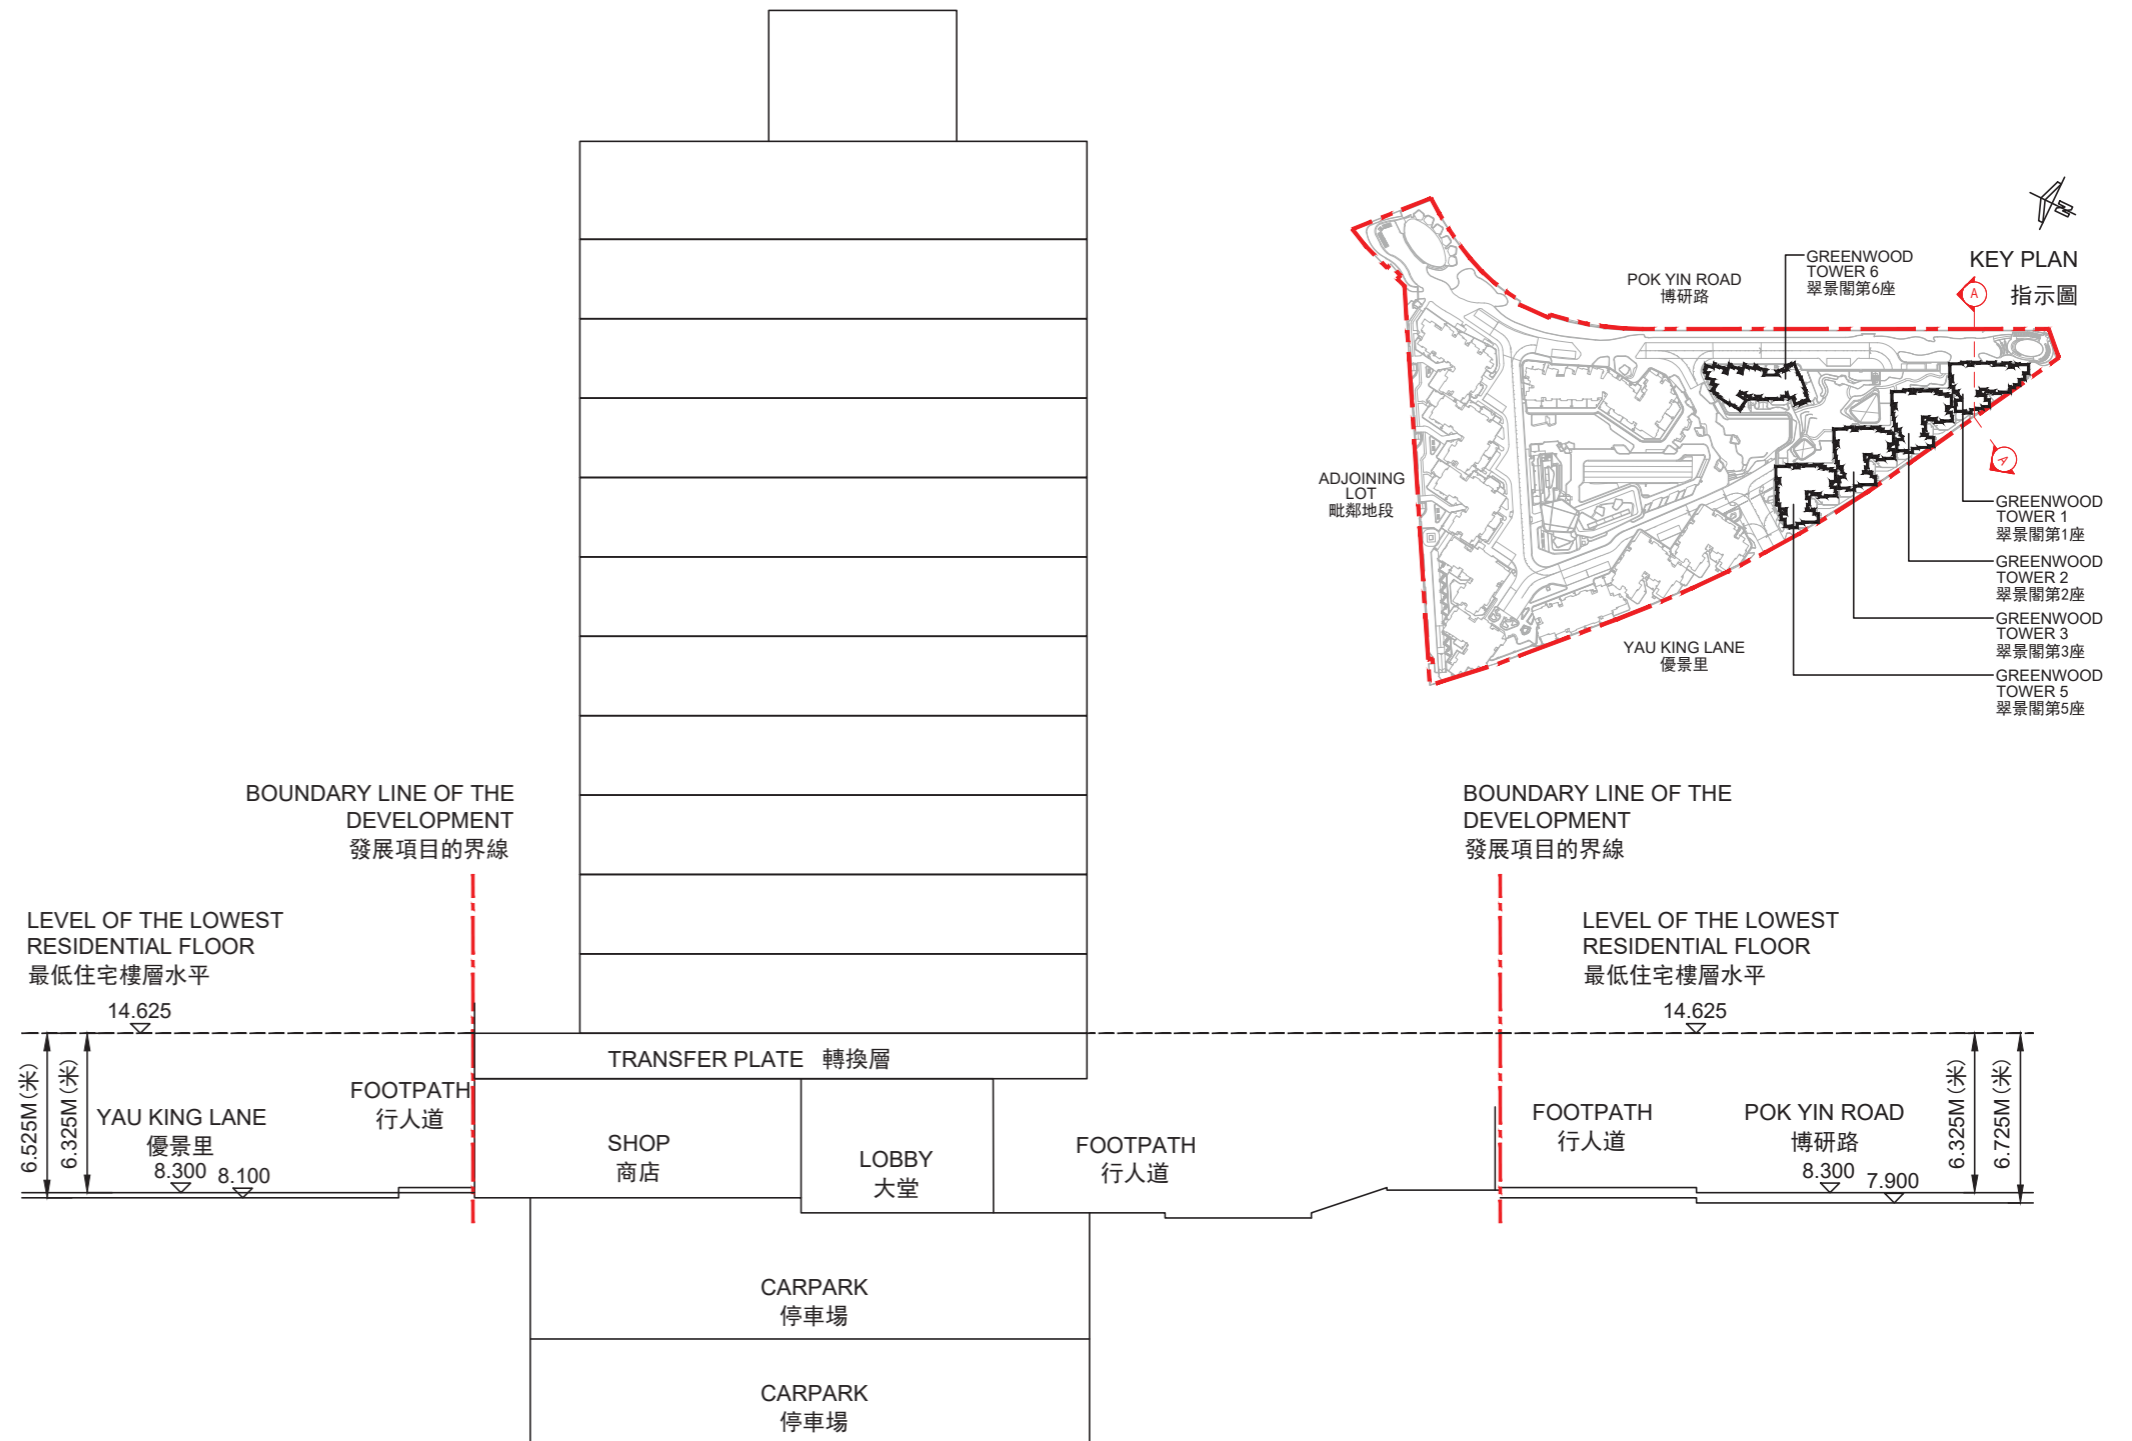 GREENWOOD
TOWER 6
翠景閣第6座
KEY PLAN
指示圖
A
POK YIN ROAD
博研路
N
ADJOINING
LOT
毗鄰地段
A
GREENWOOD
TOWER 1
翠景閣第1座
GREENWOOD
TOWER 2
翠景閣第2座
GREENWOOD
TOWER 3
翠景閣第3座
GREENWOOD
TOWER 5
翠景閣第5座
YAU KING LANE
優景里
BOUNDARY LINE OF THE
DEVELOPMENT
發展項目的界線
BOUNDARY LINE OF THE
DEVELOPMENT
發展項目的界線
LEVEL OF THE LOWEST
RESIDENTIAL FLOOR
最低住宅樓層水平
14.625
LEVEL OF THE LOWEST
RESIDENTIAL FLOOR
最低住宅樓層水平
14.625
TRANSFER PLATE 轉換層
6.525M (米)
6.325M (米)
YAU KING LANE
優景里
8.300
8.100
FOOTPATH
行人道
SHOP
商店
LOBBY
大堂
FOOTPATH
行人道
FOOTPATH
行人道
POK YIN ROAD
博研路
8.300
7.900
6.325M (米)
6.725M (米)
CARPARK
停車場
CARPARK
停車場